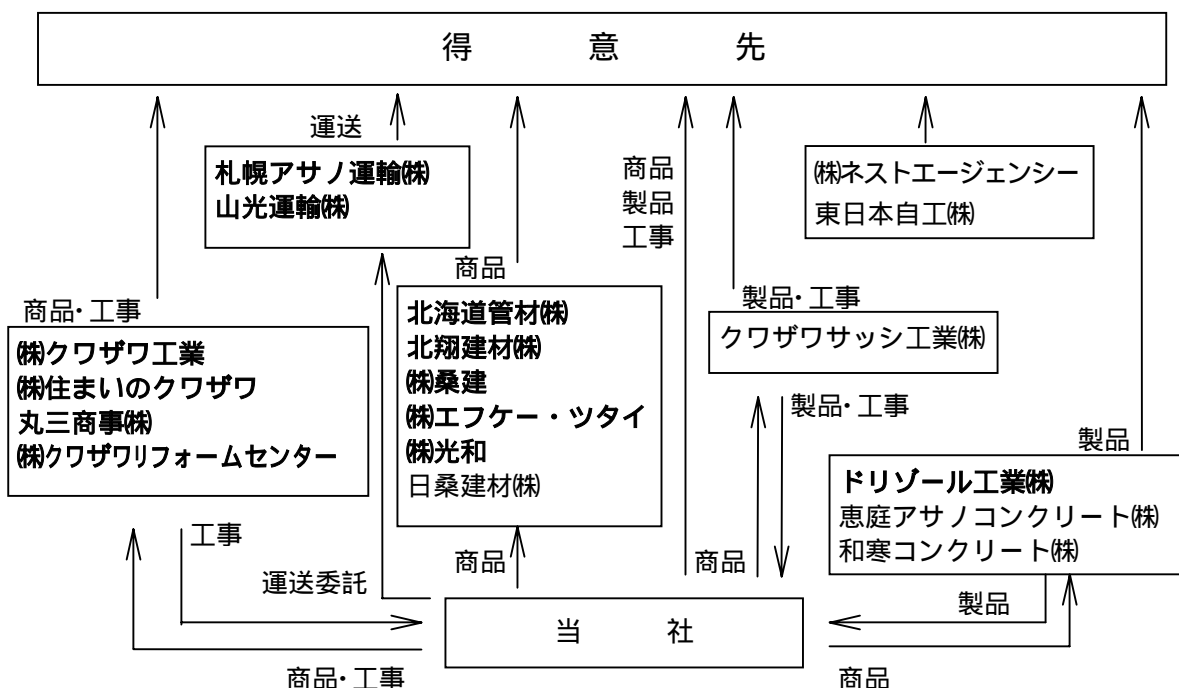 得　意　先
運送
札幌アサノ運輸㈱
山光運輸㈱
商品
製品
工事
㈱ネストエージェンシー
東日本自工㈱
商品・工事
㈱クワザワ工業
㈱住まいのクワザワ
丸三商事㈱
㈱クワザワリフォームセンター
商品
北海道管材㈱
北翔建材㈱
㈱桑建
㈱エフケー・ツタイ
㈱光和
日桑建材㈱
製品・工事
クワザワサッシ工業㈱
製品・工事
製品
ドリゾール工業㈱
恵庭アサノコンクリート㈱
和寒コンクリート㈱
工事
運送委託
商品
商品
製品
当　社
商品・工事
商品